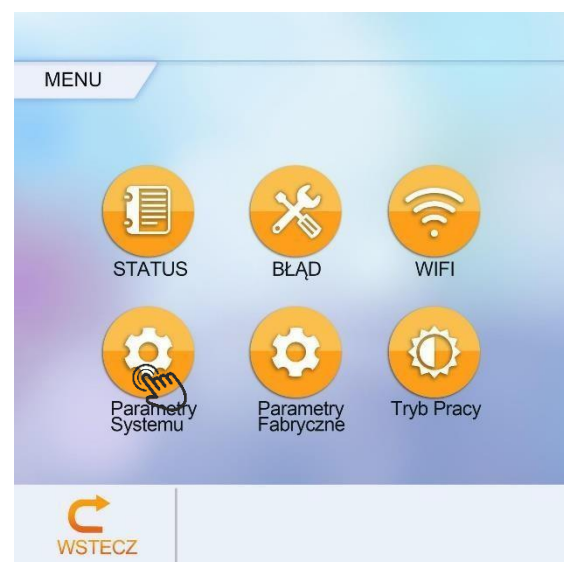 MENU
STATUS
BŁĄD
WIFI
Parametry
Systemu
Parametry
Fabryczne
Tryb Pracy
WSTECZ